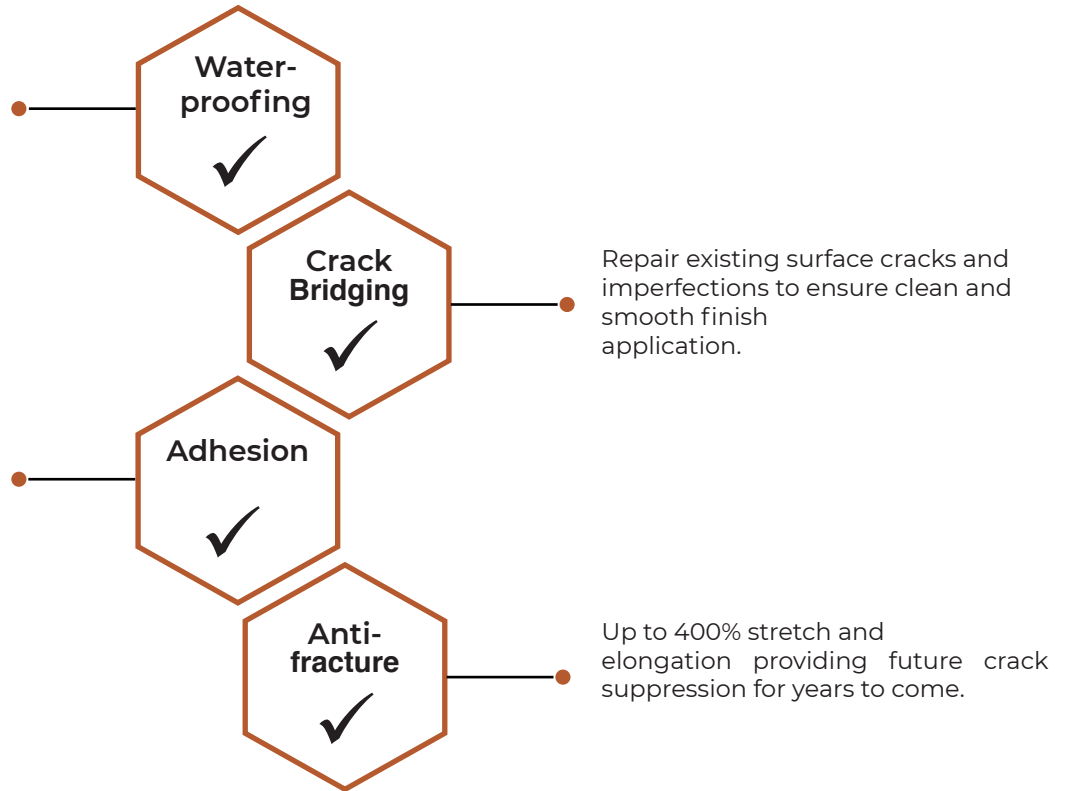 Water-
proofing
Crack
Bridging
Repair existing surface cracks and
imperfections to ensure clean and
smooth finish
application.
Adhesion
Anti-
fracture
Up to 400% stretch and
elongation providing future crack
suppression for years to come.